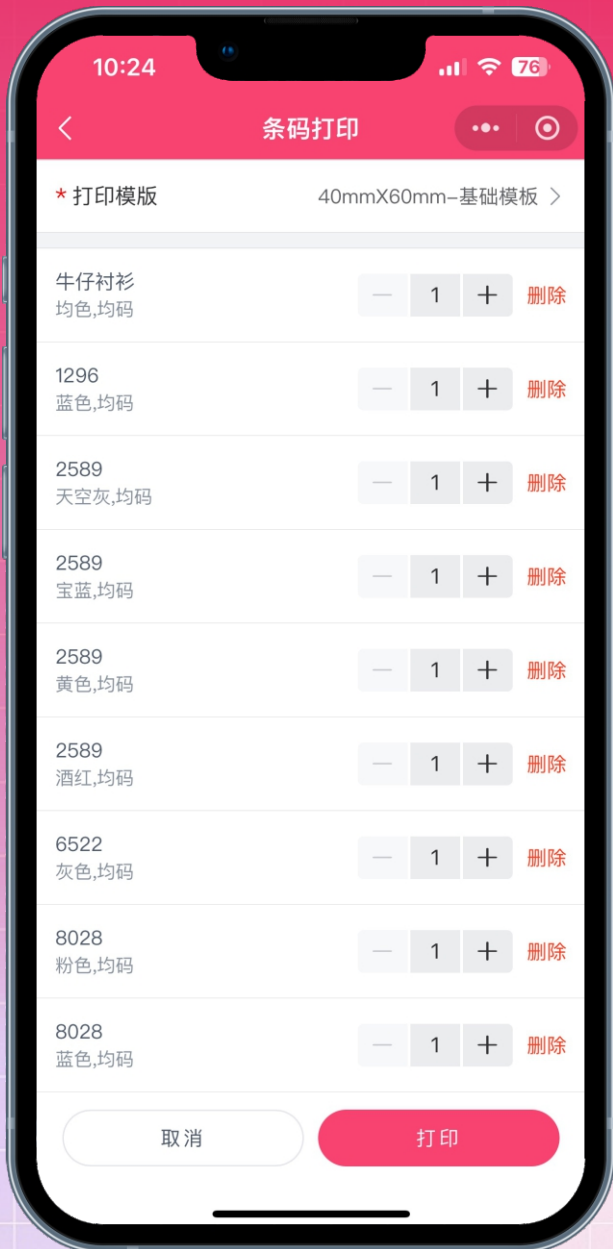 10:24
76
条码打印
* 打印模版
40mmX60mm-基础模板
牛仔衬衫
均色,均码
1
删除
1296
蓝色,均码
1
删除
2589
天空灰,均码
1
删除
2589
宝蓝,均码
1
删除
2589
黄色,均码
1
删除
2589
酒红,均码
1
删除
6522
灰色,均码
1
删除
8028
粉色,均码
1
删除
8028
蓝色,均码
1
删除
取消
打印